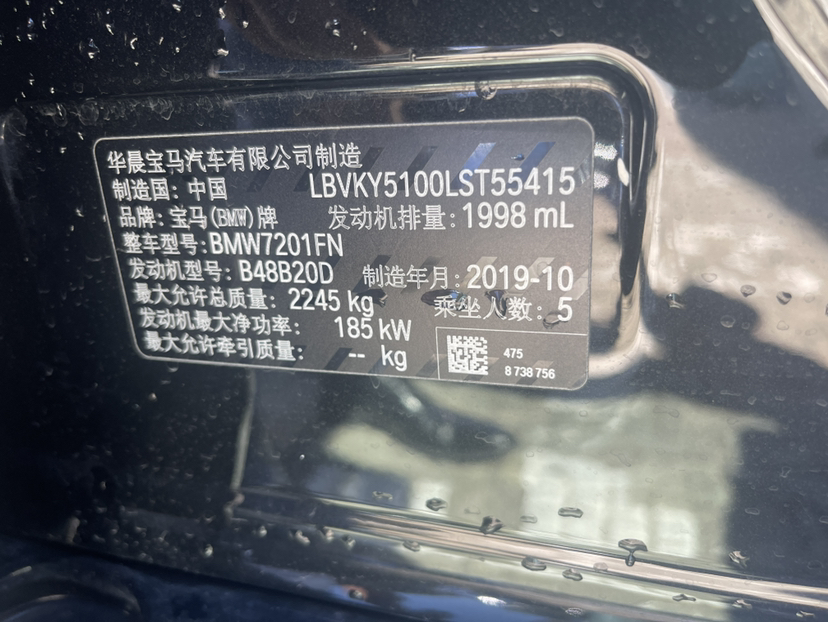 华晨宝马汽车有限公司制造
制造国: 中国 LBVKY5100LST55415
品牌: 宝马(BMW)牌 发动机排量: 1998 mL
整车型号: BMW7201FN
发动机型号: B48B20D 制造年月: 2019-10
最大允许总质量: 2245 kg 乘坐人数: 5
发动机最大净功率: 185 kW
最大允许牵引质量: -- kg
475
8 738 756